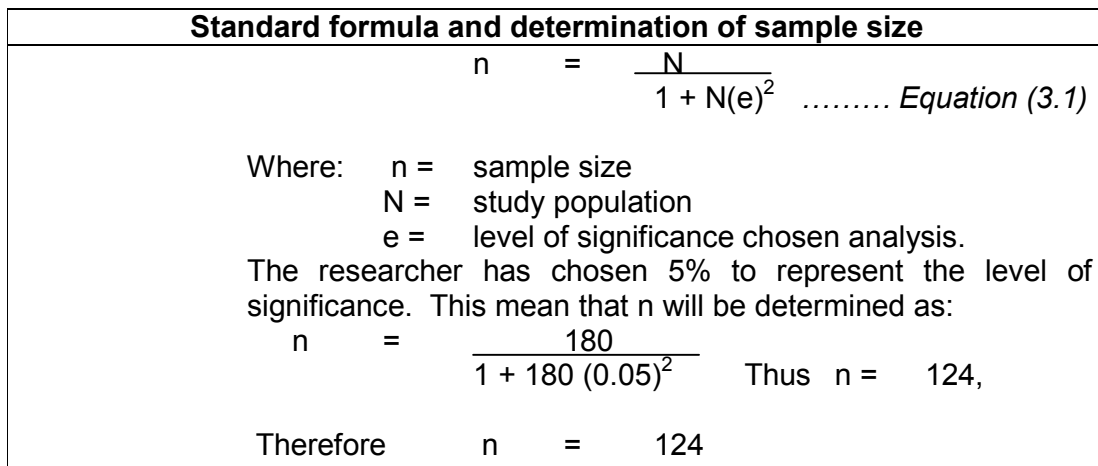 Standard formula and determination of sample size
n = N
1 + N(e)2 ……… Equation (3.1)
Where: n = sample size
N = study population
e = level of significance chosen analysis.
The researcher has chosen 5% to represent the level of
significance. This mean that n will be determined as:
n = 180
1 + 180 (0.05)2 Thus n = 124,
Therefore n = 124